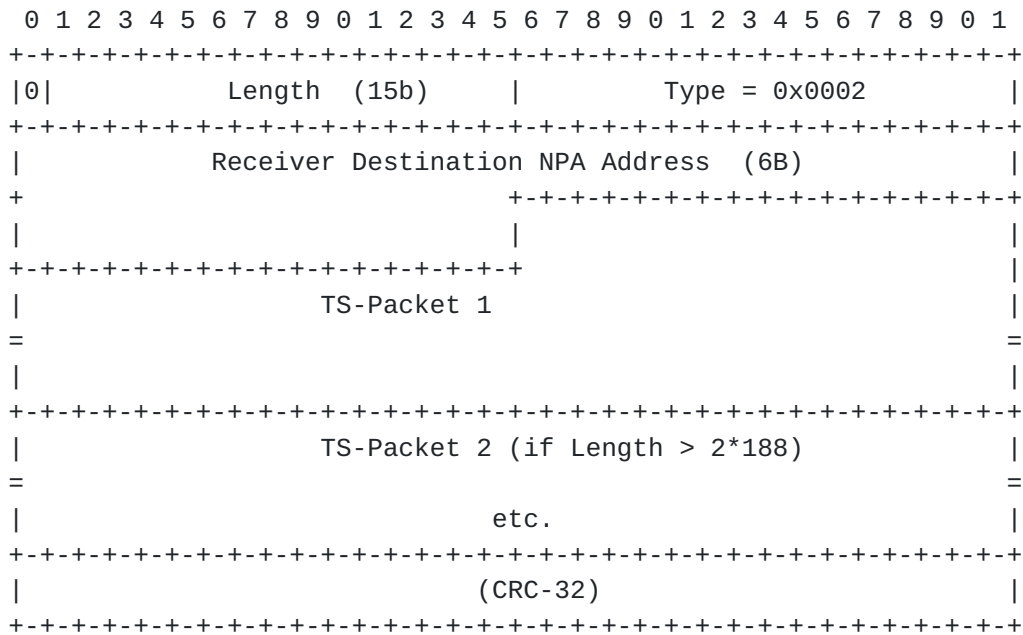 0 1 2 3 4 5 6 7 8 9 0 1 2 3 4 5 6 7 8 9 0 1 2 3 4 5 6 7 8 9 0 1
+-+-+-+-+-+-+-+-+-+-+-+-+-+-+-+-+-+-+-+-+-+-+-+-+-+-+-+-+-+-+-+-+
|0|           Length  (15b)     |         Type = 0x0002         |
+-+-+-+-+-+-+-+-+-+-+-+-+-+-+-+-+-+-+-+-+-+-+-+-+-+-+-+-+-+-+-+-+
|            Receiver Destination NPA Address  (6B)             |
+                               +-+-+-+-+-+-+-+-+-+-+-+-+-+-+-+-+
|                               |                               |
+-+-+-+-+-+-+-+-+-+-+-+-+-+-+-+-+                               |
|                   TS-Packet 1                                 |
=                                                               =
|                                                               |
+-+-+-+-+-+-+-+-+-+-+-+-+-+-+-+-+-+-+-+-+-+-+-+-+-+-+-+-+-+-+-+-+
|                   TS-Packet 2 (if Length > 2*188)             |
=                                                               =
|                              etc.                             |
+-+-+-+-+-+-+-+-+-+-+-+-+-+-+-+-+-+-+-+-+-+-+-+-+-+-+-+-+-+-+-+-+
|                             (CRC-32)                          |
+-+-+-+-+-+-+-+-+-+-+-+-+-+-+-+-+-+-+-+-+-+-+-+-+-+-+-+-+-+-+-+-+